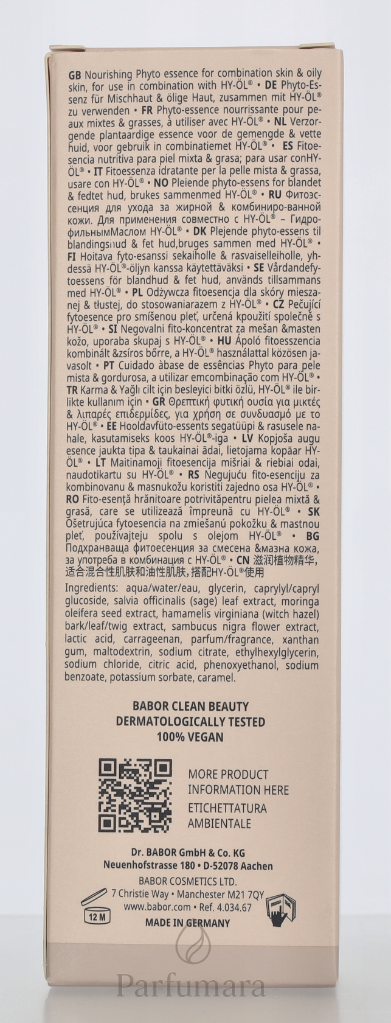 GB Nourishing Phyto essence for combination skin & oily
skin, for use in combination with HY-ÖL® • DE Phyto-Es-
senz für Mischhaut & ölige Haut, zusammen mit HY-ÖL®
zu verwenden • FR Phyto-essence nourrissante pour pe-
aux mixtes & grasses, à utiliser avec HY-ÖL® • NL Verzor-
gende plantaardige essence voor de gemengde & vette
huid, voor gebruik in combinatiemet HY-ÖL® • ES Fitoe-
sencia nutritiva para piel mixta & grasa; para usar conHY-
ÖL® • IT Fitoessenza idratante per la pelle mista & grassa,
usare con HY-ÖL® • NO Pleiende phyto-essens for blandet
& fedtet hud, brukes sammenmed HY-ÖL® • RU Фитоэс-
сенция для ухода за жирной & комбиниро-ванной
кожи. Для применения совместно с HY-ÖL® – Гидро-
фильнымМаслом HY-ÖL® • DK Plejende phyto-essens til
blandingshud & fet hud,bruges sammen med HY-ÖL® •
FI Hoitava fyto-esanssi sekaiholle & rasvaiselleiholle, yh-
dessä HY-ÖL®-öljyn kanssa käytettäväksi • SE Vårdandefy-
toessens för blandhud & fet hud, används tillsammans
med HY-ÖL® • PL Odżywcza fitoesencja dla skóry miesza-
nej & tłustej, do stosowaniarazem z HY-ÖL® • CZ Pečující
fytoesence pro smíšenou pleť, určená kpoužití společně s
HY-ÖL® • SI Negovalni fito-koncentrat za mešan &masten
kožo, uporaba skupaj s HY-ÖL® • HU Ápoló fitoesszencia
kombinált &zsíros bőrre, a HY-ÖL® használattal közösen ja-
vasolt • PT Cuidado àbase de essências Phyto para pele
mista & gordurosa, a utilizar emcombinação com HY-ÖL® •
TR Karma & Yağlı cilt için besleyici bitki özlü, HY-ÖL® ile bir-
likte kullanım için • GR Θρεπτική φυτική ουσία για μικτές
& λιπαρές επιδερμίδες, για χρήση σε συνδυασμό με το
HY-ÖL® • EE Hooldavfüto-essents segatüüpi & rasusele na-
hale, kasutamiseks koos HY-ÖL®-iga • LV Kopjoša augu
esence jaukta tipa & taukainai ādai, lietojama kopāar HY-
ÖL® • LT Maitinamoji fitoesencija mišriai & riebiai odai,
naudotikartu su HY-ÖL® • RS Negujuću fito-esenciju za
kombinovanu & masnukožu koristiti zajedno osa HY-ÖL® •
RO Fito-esenţă hrănitoare potrivităpentru pielea mixtă &
grasă, care se utilizează împreună cu HY-ÖL® • SK
Ošetrujúca fytoesencia na zmiešanú pokožku & mastnou
pleť, používajteju spolu s olejom HY-ÖL® • BG
Подхранваща фитоесенция за смесена &мазна кожа,
за употреба в комбинация с HY-ÖL® • CN 滋润植物精华,
适合混合性肌肤和油性肌肤, 搭配HY-ÖL®使用
Ingredients: aqua/water/eau, glycerin, caprylyl/capryl
glucoside, salvia officinalis (sage) leaf extract, moringa
oleifera seed extract, hamamelis virginiana (witch hazel)
bark/leaf/twig extract, sambucus nigra flower extract,
lactic acid, carrageenan, parfum/fragrance, xanthan
gum, maltodextrin, sodium citrate, ethylhexylglycerin,
sodium chloride, citric acid, phenoxyethanol, sodium
benzoate, potassium sorbate, caramel.
BABOR CLEAN BEAUTY
DERMATOLOGICALLY TESTED
100% VEGAN
MORE PRODUCT
INFORMATION HERE
ETICHETTATURA
AMBIENTALE
Dr. BABOR GmbH & Co. KG
Neuenhofstrasse 180 • D-52078 Aachen
BABOR COSMETICS LTD.
7 Christie Way • Manchester M21 7QY
www.babor.com • Ref. 4.034.67
MADE IN GERMANY
12 M
Parfumara